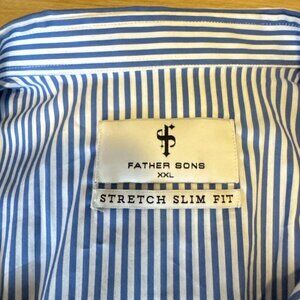 FATHER SONS
XXL
STRETCH SLIM FIT